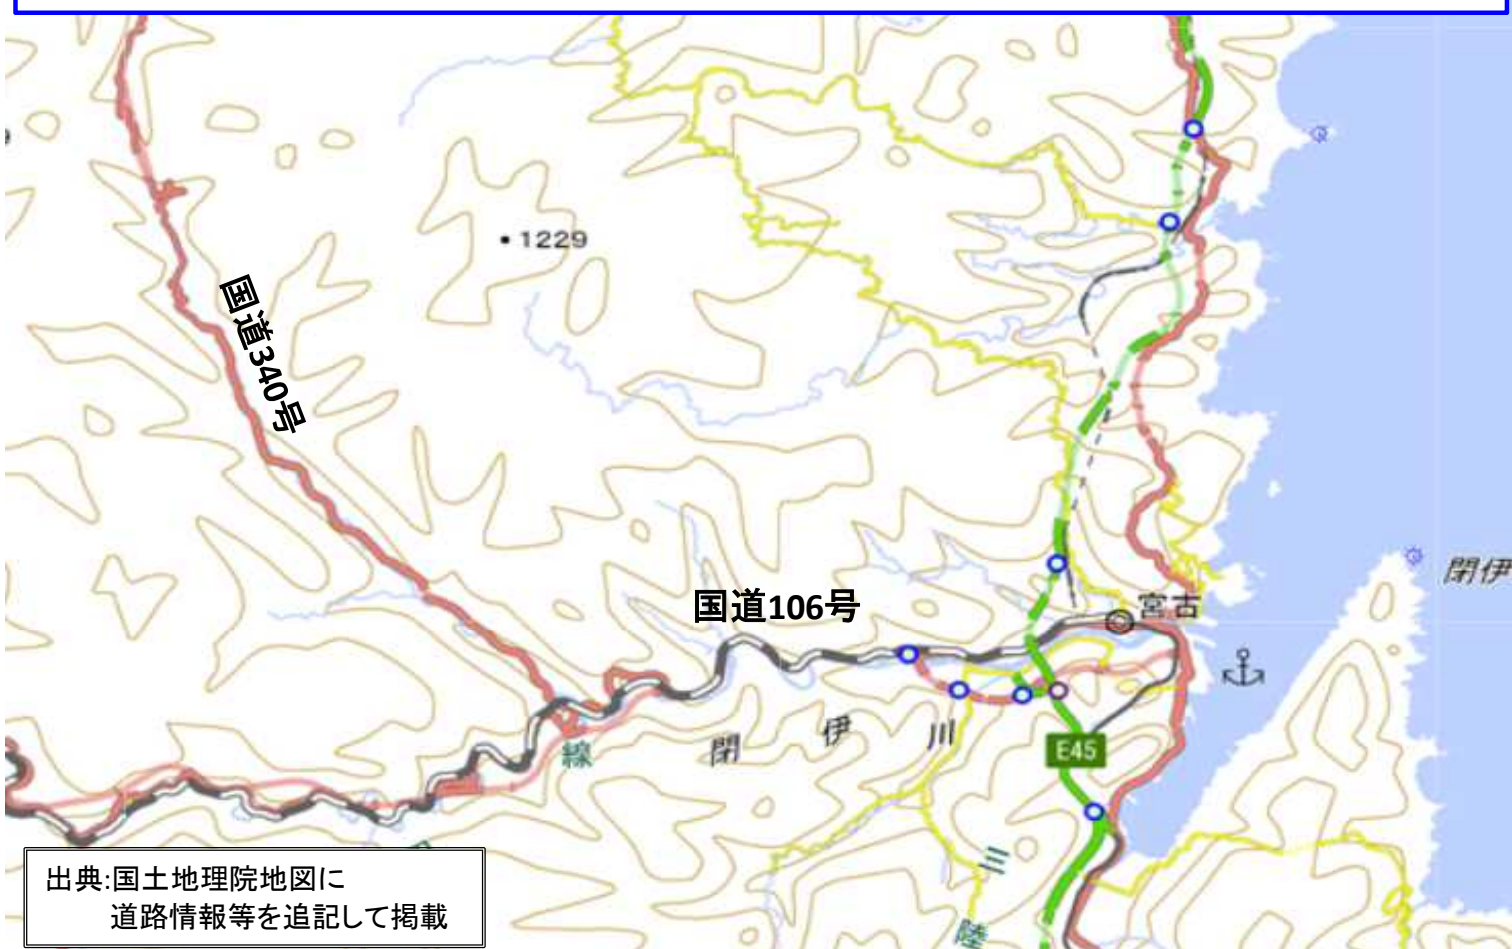 1229
国道340号
国道106号
宮古
閉伊
閉伊川
線
E45
三陸
出典:国土地理院地図に
道路情報等を追記して掲載